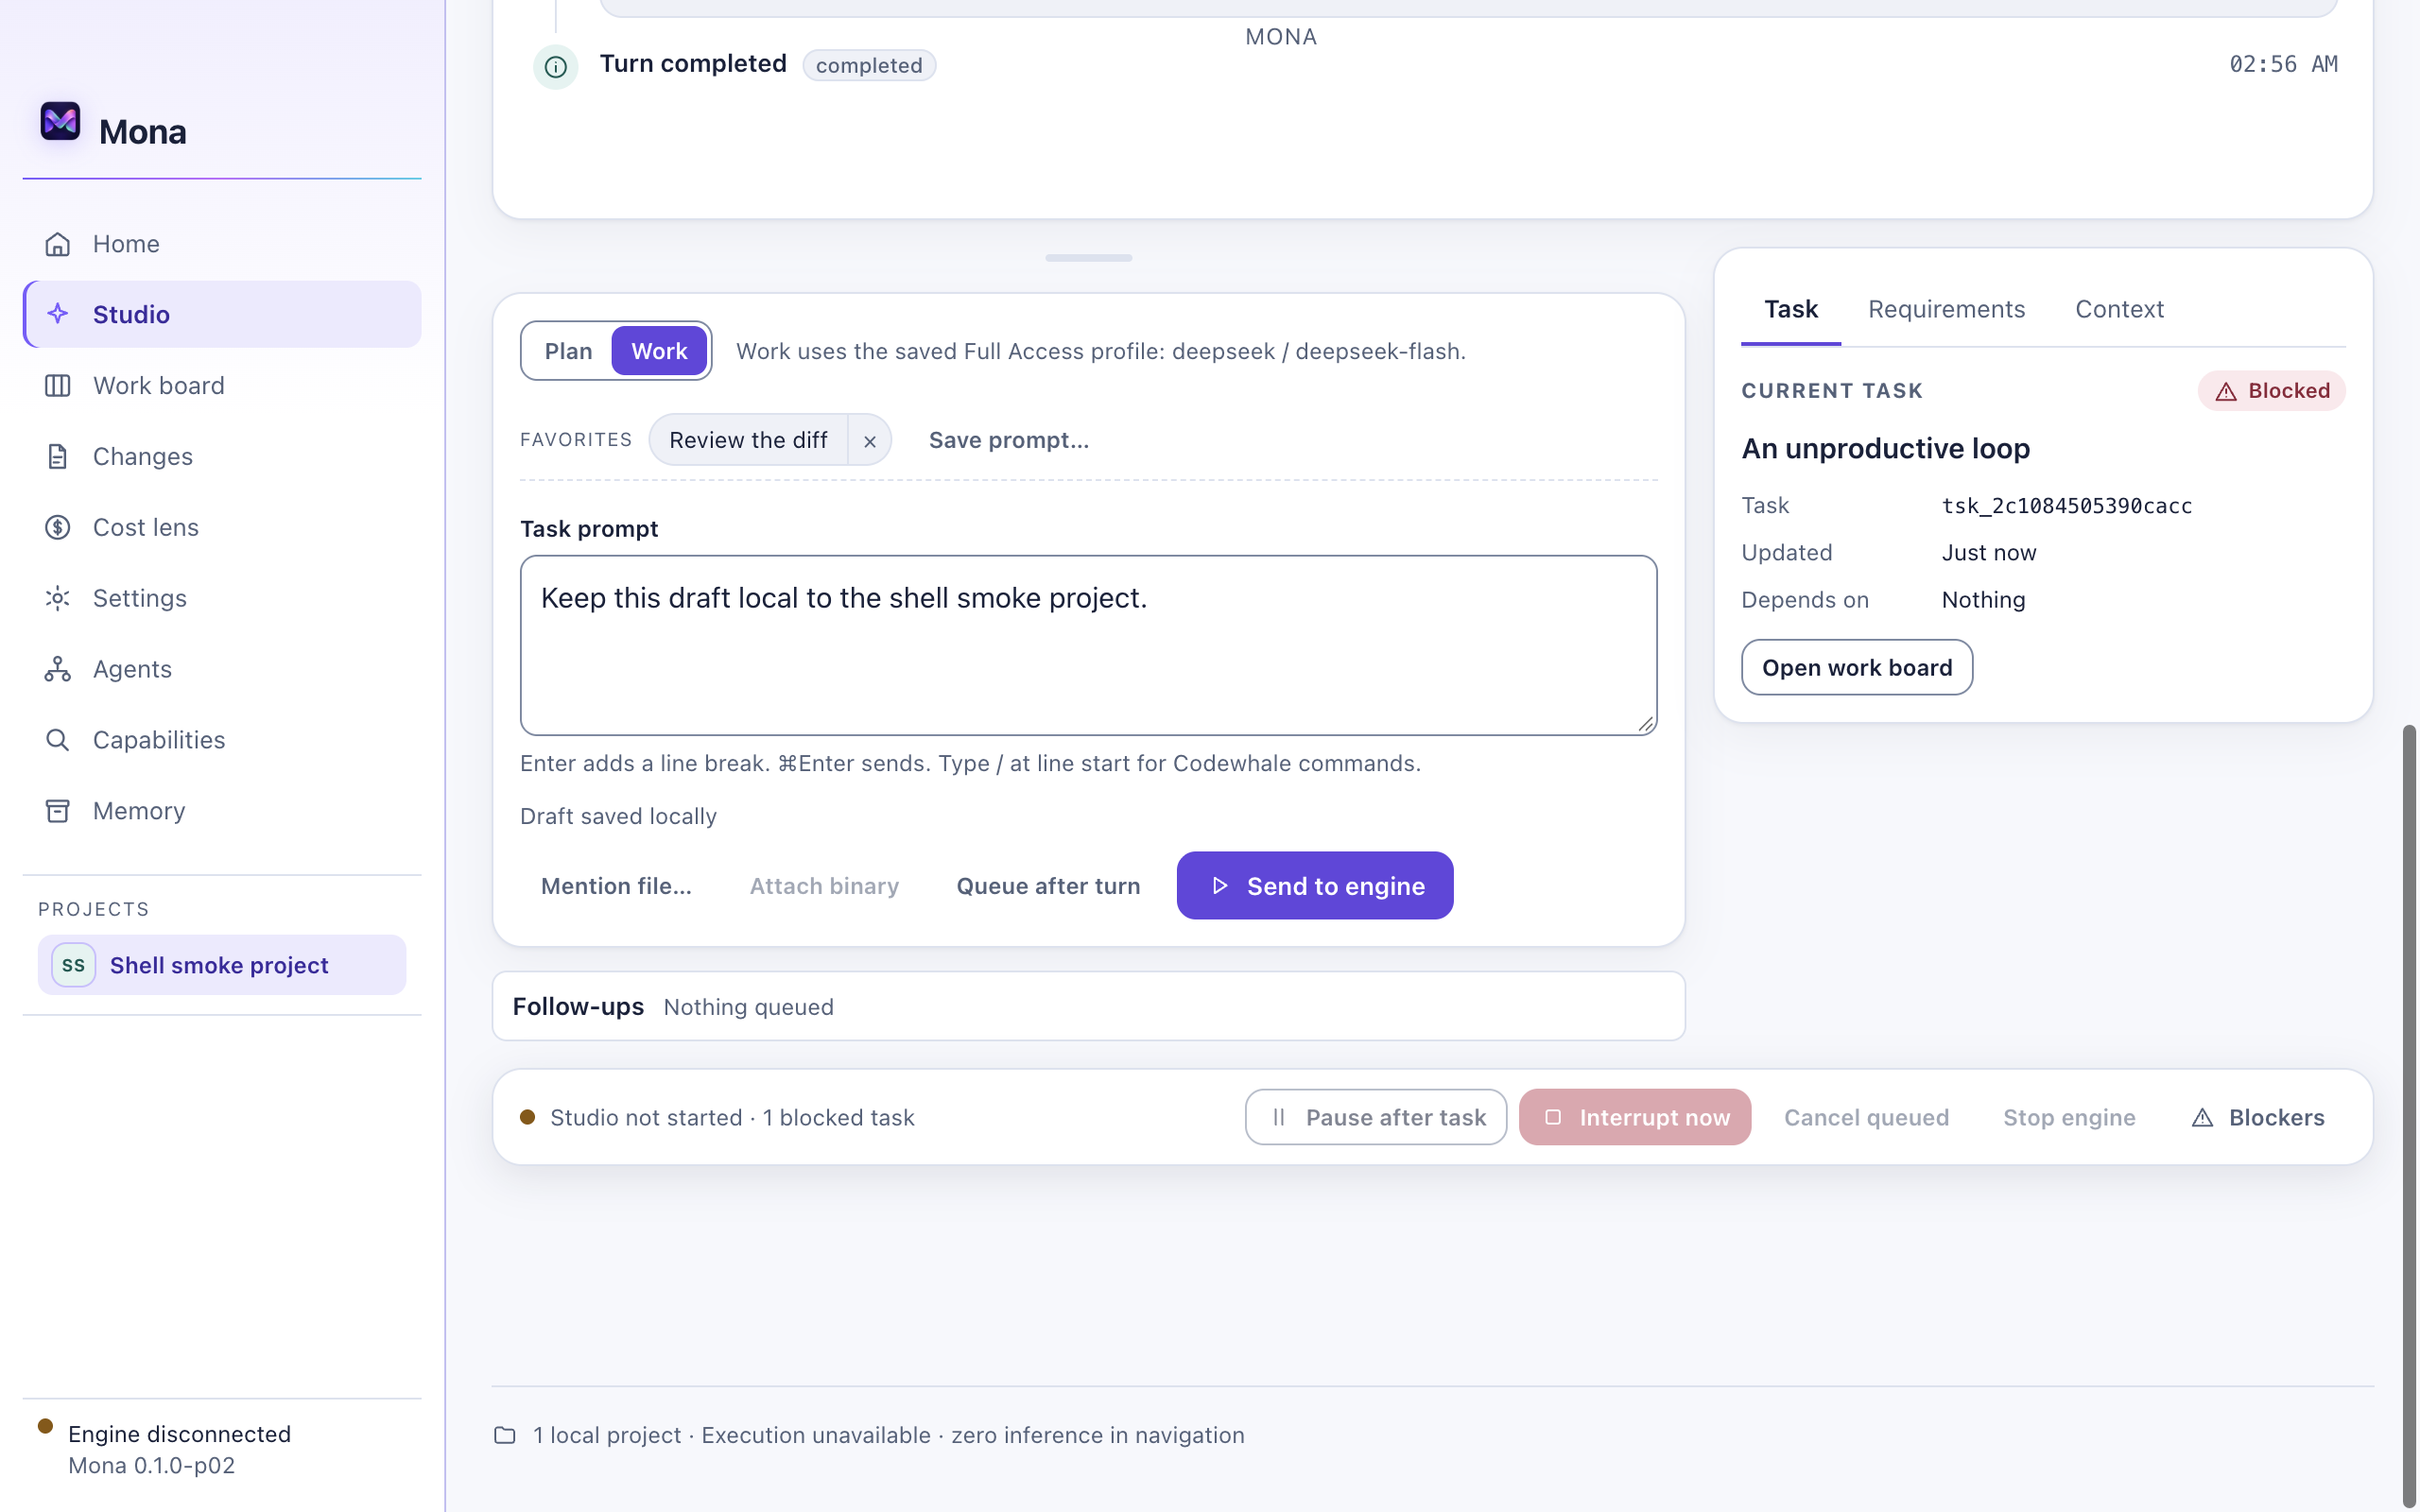 MONA
Turn completed completed 02:56 AM
Mona
Home
Studio
Work board
Changes
Cost lens
Settings
Agents
Capabilities
Memory
PROJECTS
SS Shell smoke project
Engine disconnected
Mona 0.1.0-p02
Plan Work Work uses the saved Full Access profile: deepseek / deepseek-flash.
FAVORITES Review the diff × Save prompt...
Task prompt
Keep this draft local to the shell smoke project.
Enter adds a line break. ⌘Enter sends. Type / at line start for Codewhale commands.
Draft saved locally
Mention file... Attach binary Queue after turn Send to engine
Follow-ups Nothing queued
Task Requirements Context
CURRENT TASK Blocked
An unproductive loop
Task tsk_2c1084505390cacc
Updated Just now
Depends on Nothing
Open work board
Studio not started · 1 blocked task Pause after task Interrupt now Cancel queued Stop engine Blockers
1 local project · Execution unavailable · zero inference in navigation